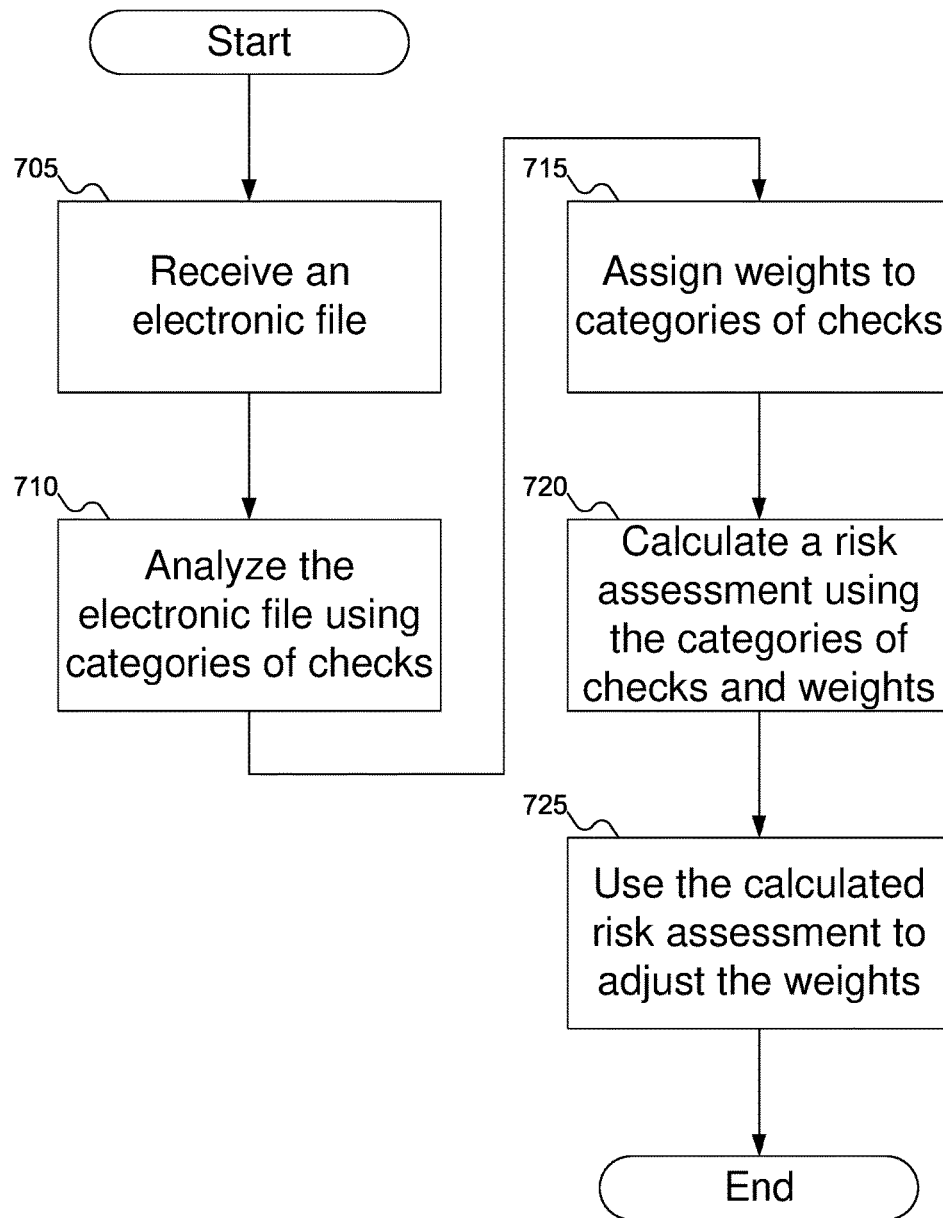 Start
705
Receive an
electronic file
710
Analyze the
electronic file using
categories of checks
715
Assign weights to
categories of checks
720
Calculate a risk
assessment using
the categories of
checks and weights
725
Use the calculated
risk assessment to
adjust the weights
End